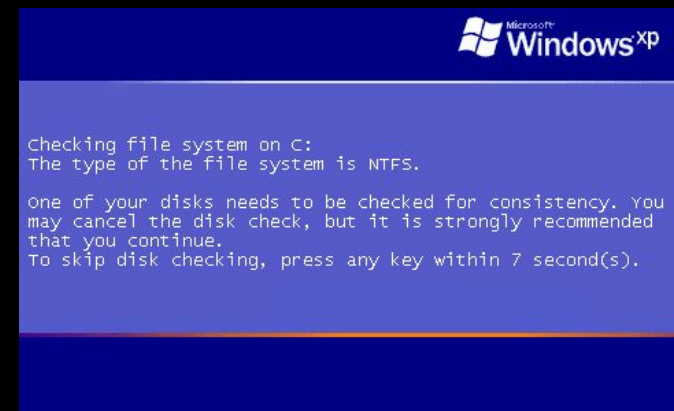 Microsoft
Windows xp
Checking file system on C:
The type of the file system is NTFS.
One of your disks needs to be checked for consistency. You
may cancel the disk check, but it is strongly recommended
that you continue.
To skip disk checking, press any key within 7 second(s).